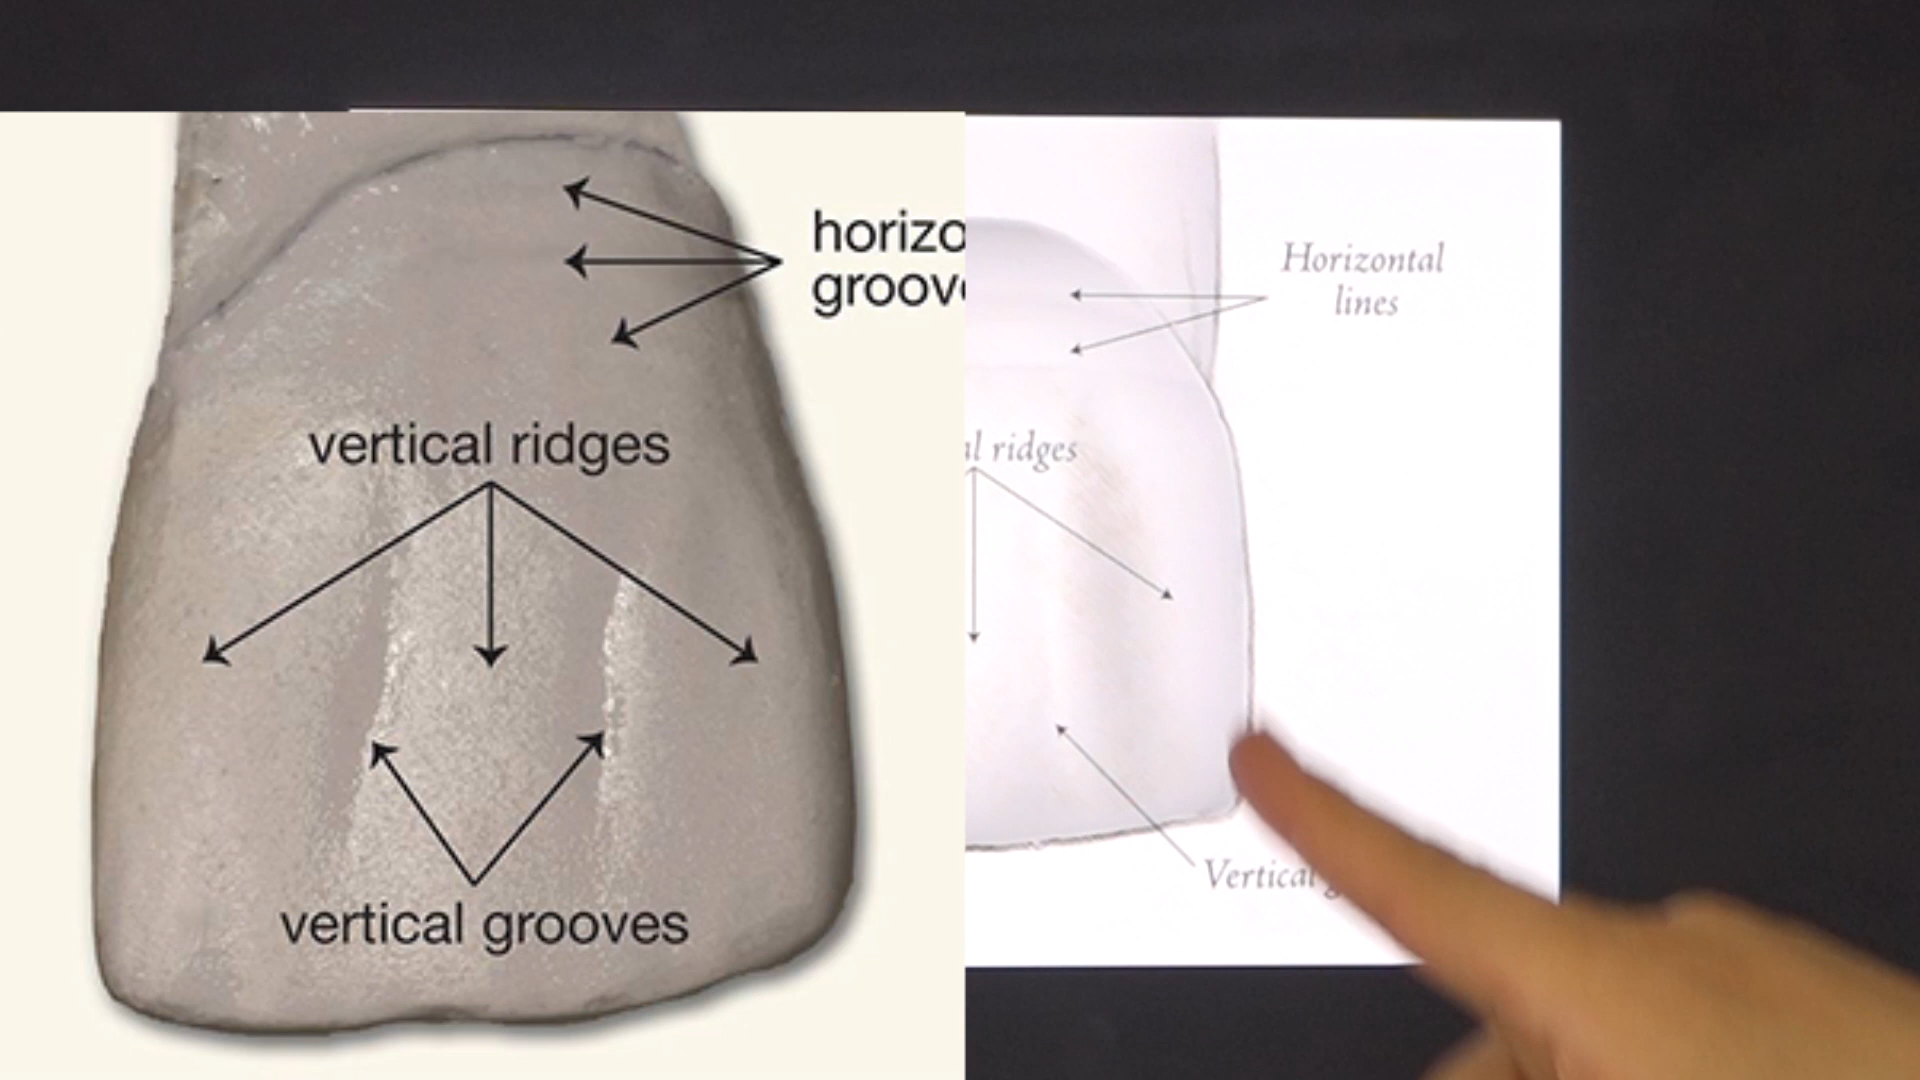 horizo
groov
vertical ridges
vertical grooves
Horizontal
lines
ridges
Vertical